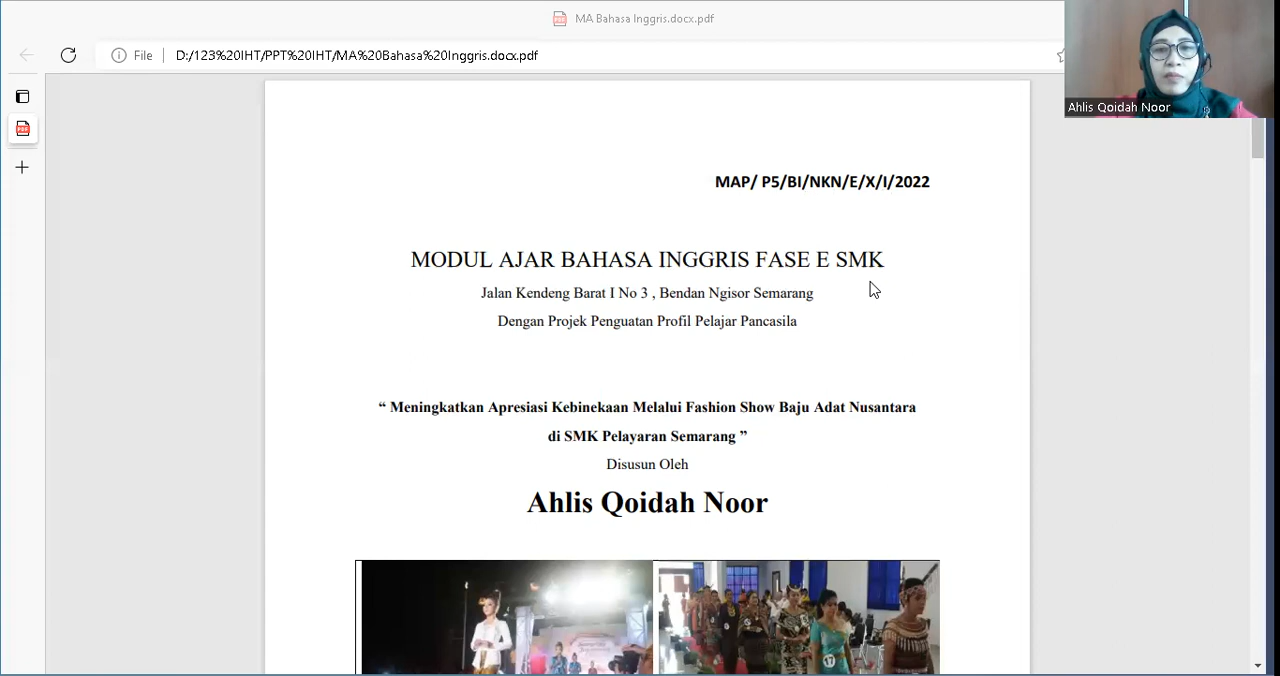 MA Bahasa Inggris.docx.pdf
File
D:/123%20IHT/PPT%20IHT/MA%20Bahasa%20Inggris.docx.pdf
Ahlis Qoidah Noor
MAP/ P5/BI/NKN/E/X/I/2022
MODUL AJAR BAHASA INGGRIS FASE E SMK
Jalan Kendeng Barat I No 3 , Bendan Ngisor Semarang
Dengan Projek Penguatan Profil Pelajar Pancasila
“ Meningkatkan Apresiasi Kebinekaan Melalui Fashion Show Baju Adat Nusantara
di SMK Pelayaran Semarang ”
Disusun Oleh
Ahlis Qoidah Noor
17